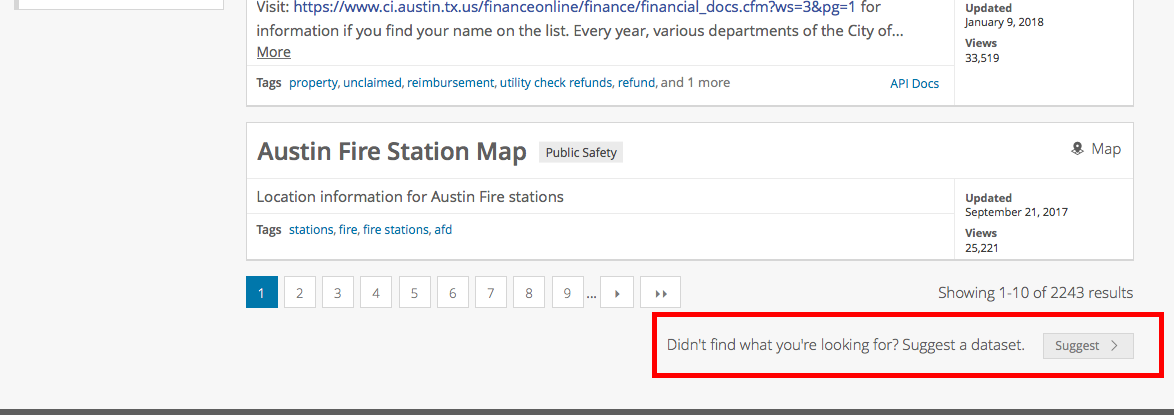 Visit: https://www.ci.austin.tx.us/financeonline/finance/financial_docs.cfm?ws=3&pg=1 for
information if you find your name on the list. Every year, various departments of the City of...
More
Tags property, unclaimed, reimbursement, utility check refunds, refund, and 1 more
API Docs
Updated
January 9, 2018
Views
33,519
Austin Fire Station Map Public Safety
Map
Location information for Austin Fire stations
Tags stations, fire, fire stations, afd
Updated
September 21, 2017
Views
25,221
1 2 3 4 5 6 7 8 9 ...
Showing 1-10 of 2243 results
Didn't find what you're looking for? Suggest a dataset. Suggest